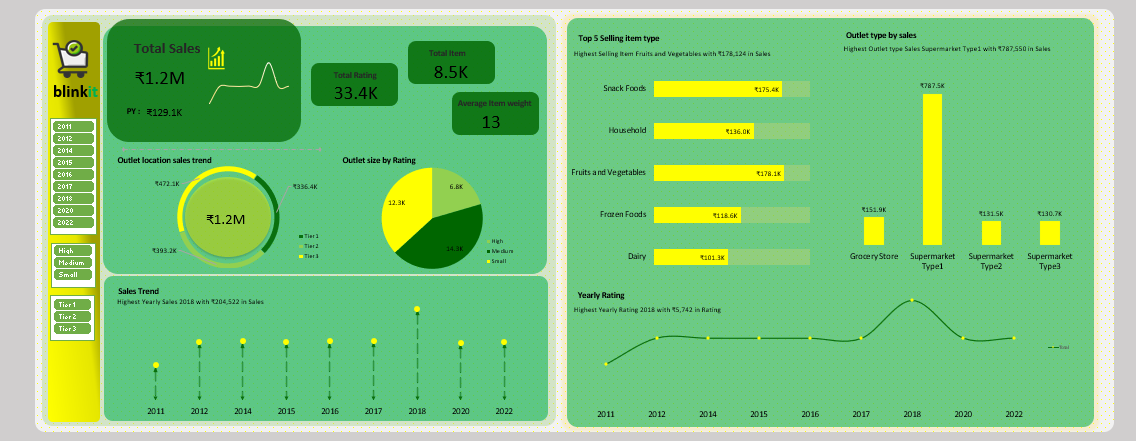 blinkit
2011
2012
2014
2015
2016
2017
2018
2020
2022
High
Medium
Small
Tier 1
Tier 2
Tier 3
Total Sales
₹1.2M
PY : ₹129.1K
Total Rating
33.4K
Total Item
8.5K
Average Item weight
13
Outlet location sales trend
₹472.1K
₹336.4K
₹1.2M
₹393.2K
Tier 1
Tier 2
Tier 3
Outlet size by Rating
6.8K
12.3K
14.3K
High
Medium
Small
Sales Trend
Highest Yearly Sales 2018 with ₹204,522 in Sales
2011 2012 2014 2015 2016 2017 2018 2020 2022
Top 5 Selling item type
Highest Selling Item Fruits and Vegetables with ₹178,124 in Sales
Snack Foods ₹175.4K
Household ₹136.0K
Fruits and Vegetables ₹178.1K
Frozen Foods ₹118.6K
Dairy ₹101.3K
Outlet type by sales
Highest Outlet type Sales Supermarket Type1 with ₹787,550 in Sales
₹787.5K
₹151.9K
₹131.5K
₹130.7K
Grocery Store Supermarket Supermarket Supermarket
Type1 Type2 Type3
Yearly Rating
Highest Yearly Rating 2018 with ₹5,742 in Rating
2011 2012 2014 2015 2016 2017 2018 2020 2022